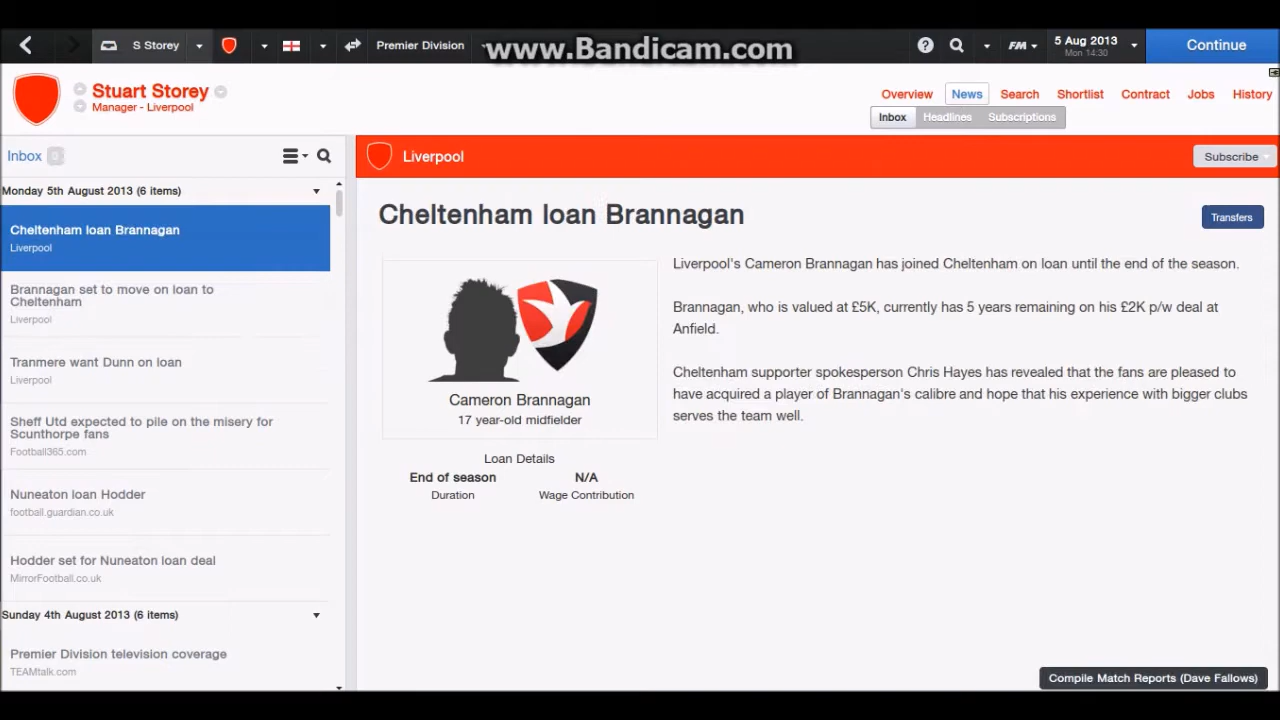 S Storey
Premier Division
www.Bandicam.com
FM
5 Aug 2013
Mon 14:30
Continue
Stuart Storey
Manager - Liverpool
Overview
News
Search
Shortlist
Contract
Jobs
History
Inbox
Headlines
Subscriptions
Inbox 0
Monday 5th August 2013 (6 items)
Cheltenham loan Brannagan
Liverpool
Brannagan set to move on loan to
Cheltenham
Liverpool
Tranmere want Dunn on loan
Liverpool
Sheff Utd expected to pile on the misery for
Scunthorpe fans
Football365.com
Nuneaton loan Hodder
football.guardian.co.uk
Hodder set for Nuneaton loan deal
MirrorFootball.co.uk
Sunday 4th August 2013 (6 items)
Premier Division television coverage
TEAMtalk.com
Liverpool
Subscribe
Cheltenham loan Brannagan
Transfers
Cameron Brannagan
17 year-old midfielder
Loan Details
End of season
Duration
N/A
Wage Contribution
Liverpool's Cameron Brannagan has joined Cheltenham on loan until the end of the season.
Brannagan, who is valued at £5K, currently has 5 years remaining on his £2K p/w deal at
Anfield.
Cheltenham supporter spokesperson Chris Hayes has revealed that the fans are pleased to
have acquired a player of Brannagan's calibre and hope that his experience with bigger clubs
serves the team well.
Compile Match Reports (Dave Fallows)